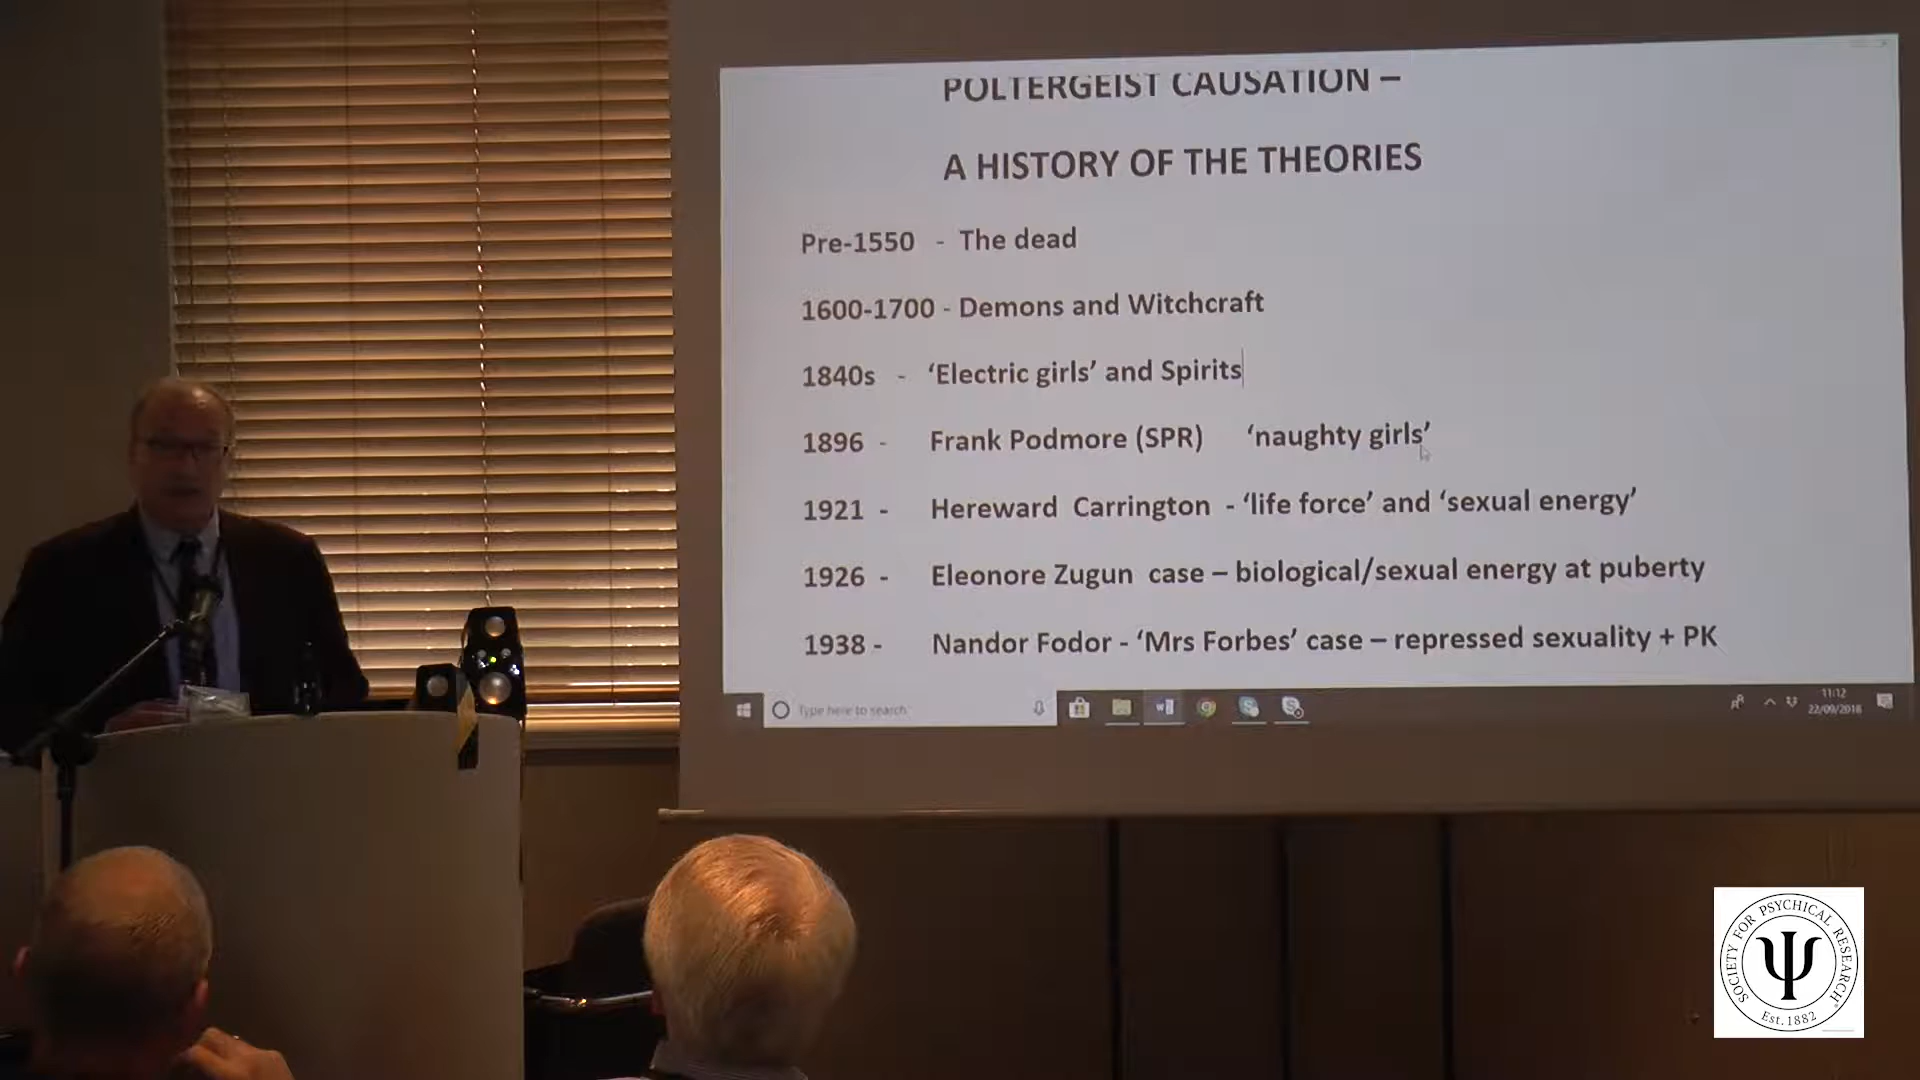 POLTERGEIST CAUSATION –
A HISTORY OF THE THEORIES
Pre-1550 - The dead
1600-1700 - Demons and Witchcraft
1840s - ‘Electric girls’ and Spirits
1896 - Frank Podmore (SPR) ‘naughty girls’
1921 - Hereward Carrington - ‘life force’ and ‘sexual energy’
1926 - Eleonore Zugun case – biological/sexual energy at puberty
1938 - Nandor Fodor - ‘Mrs Forbes’ case – repressed sexuality + PK
Type here to search
11:12
22/09/2018
SOCIETY FOR PSYCHICAL RESEARCH
Ψ
Est. 1882